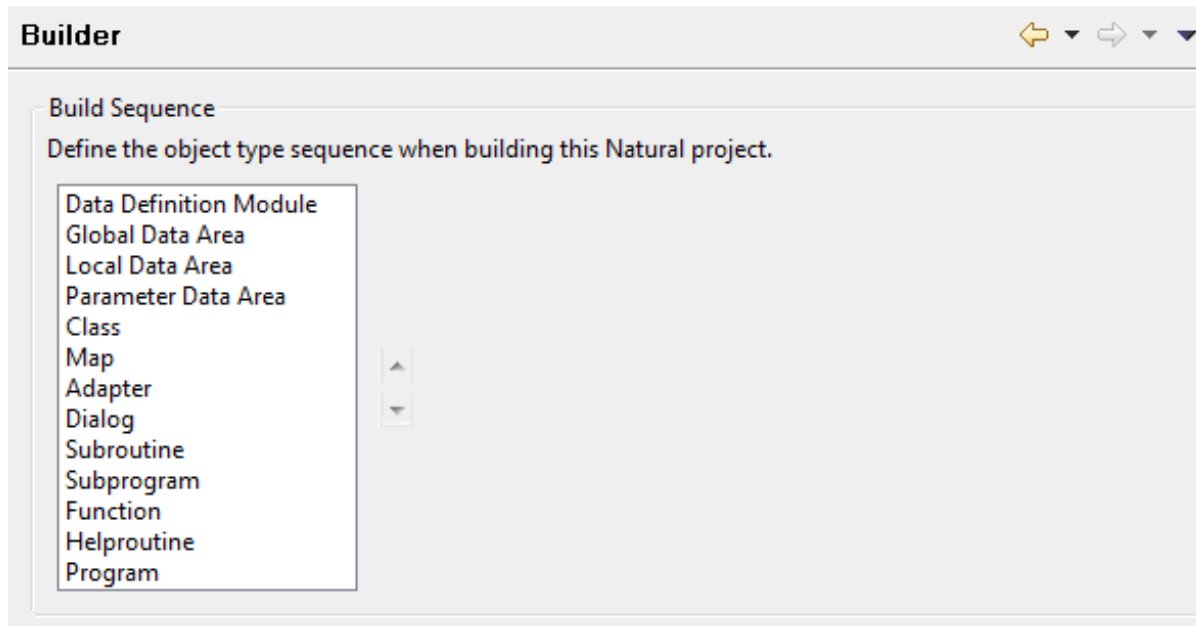 Builder
Build Sequence
Define the object type sequence when building this Natural project.
Data Definition Module
Global Data Area
Local Data Area
Parameter Data Area
Class
Map
Adapter
Dialog
Subroutine
Subprogram
Function
Helproutine
Program